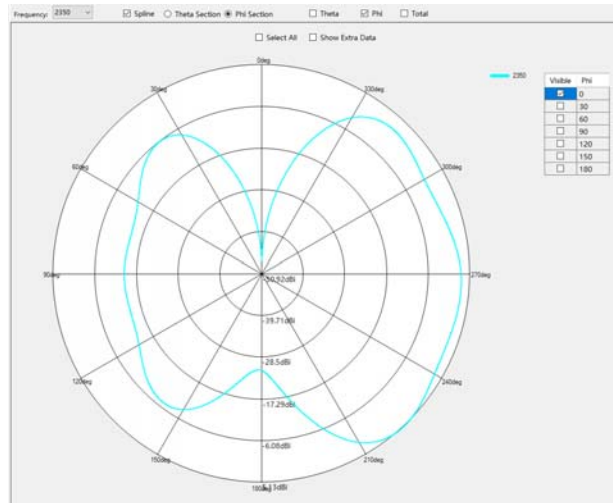 Frequency: 2350 Spline Theta Section Phi Section Theta Phi Total
Select All Show Extra Data
0deg
30deg 330deg
60deg 300deg
90deg 270deg
120deg 240deg
150deg 210deg
180deg
-50.92dBi
-39.71dBi
-28.5dBi
-17.29dBi
-6.08dBi
5.13dBi
2350
Visible Phi
0
30
60
90
120
150
180